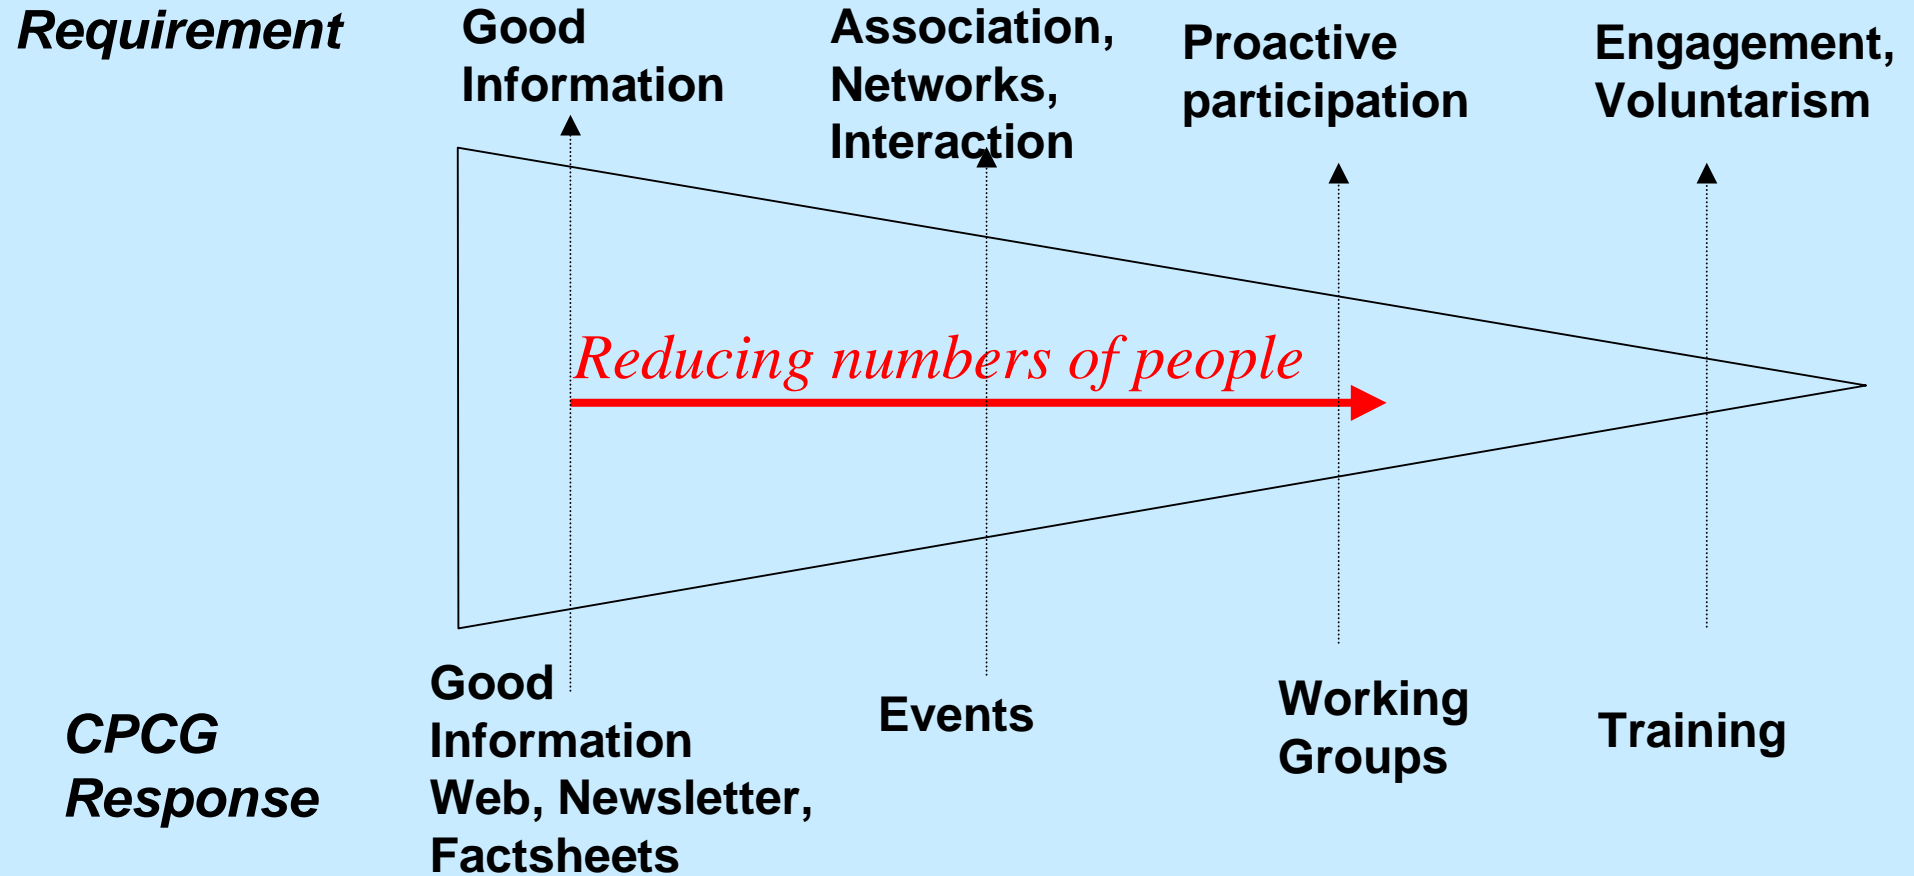 Requirement
Good
Information
Association,
Networks,
Interaction
Proactive
participation
Engagement,
Voluntarism
Reducing numbers of people
CPCG
Response
Good
Information
Web, Newsletter,
Factsheets
Events
Working
Groups
Training